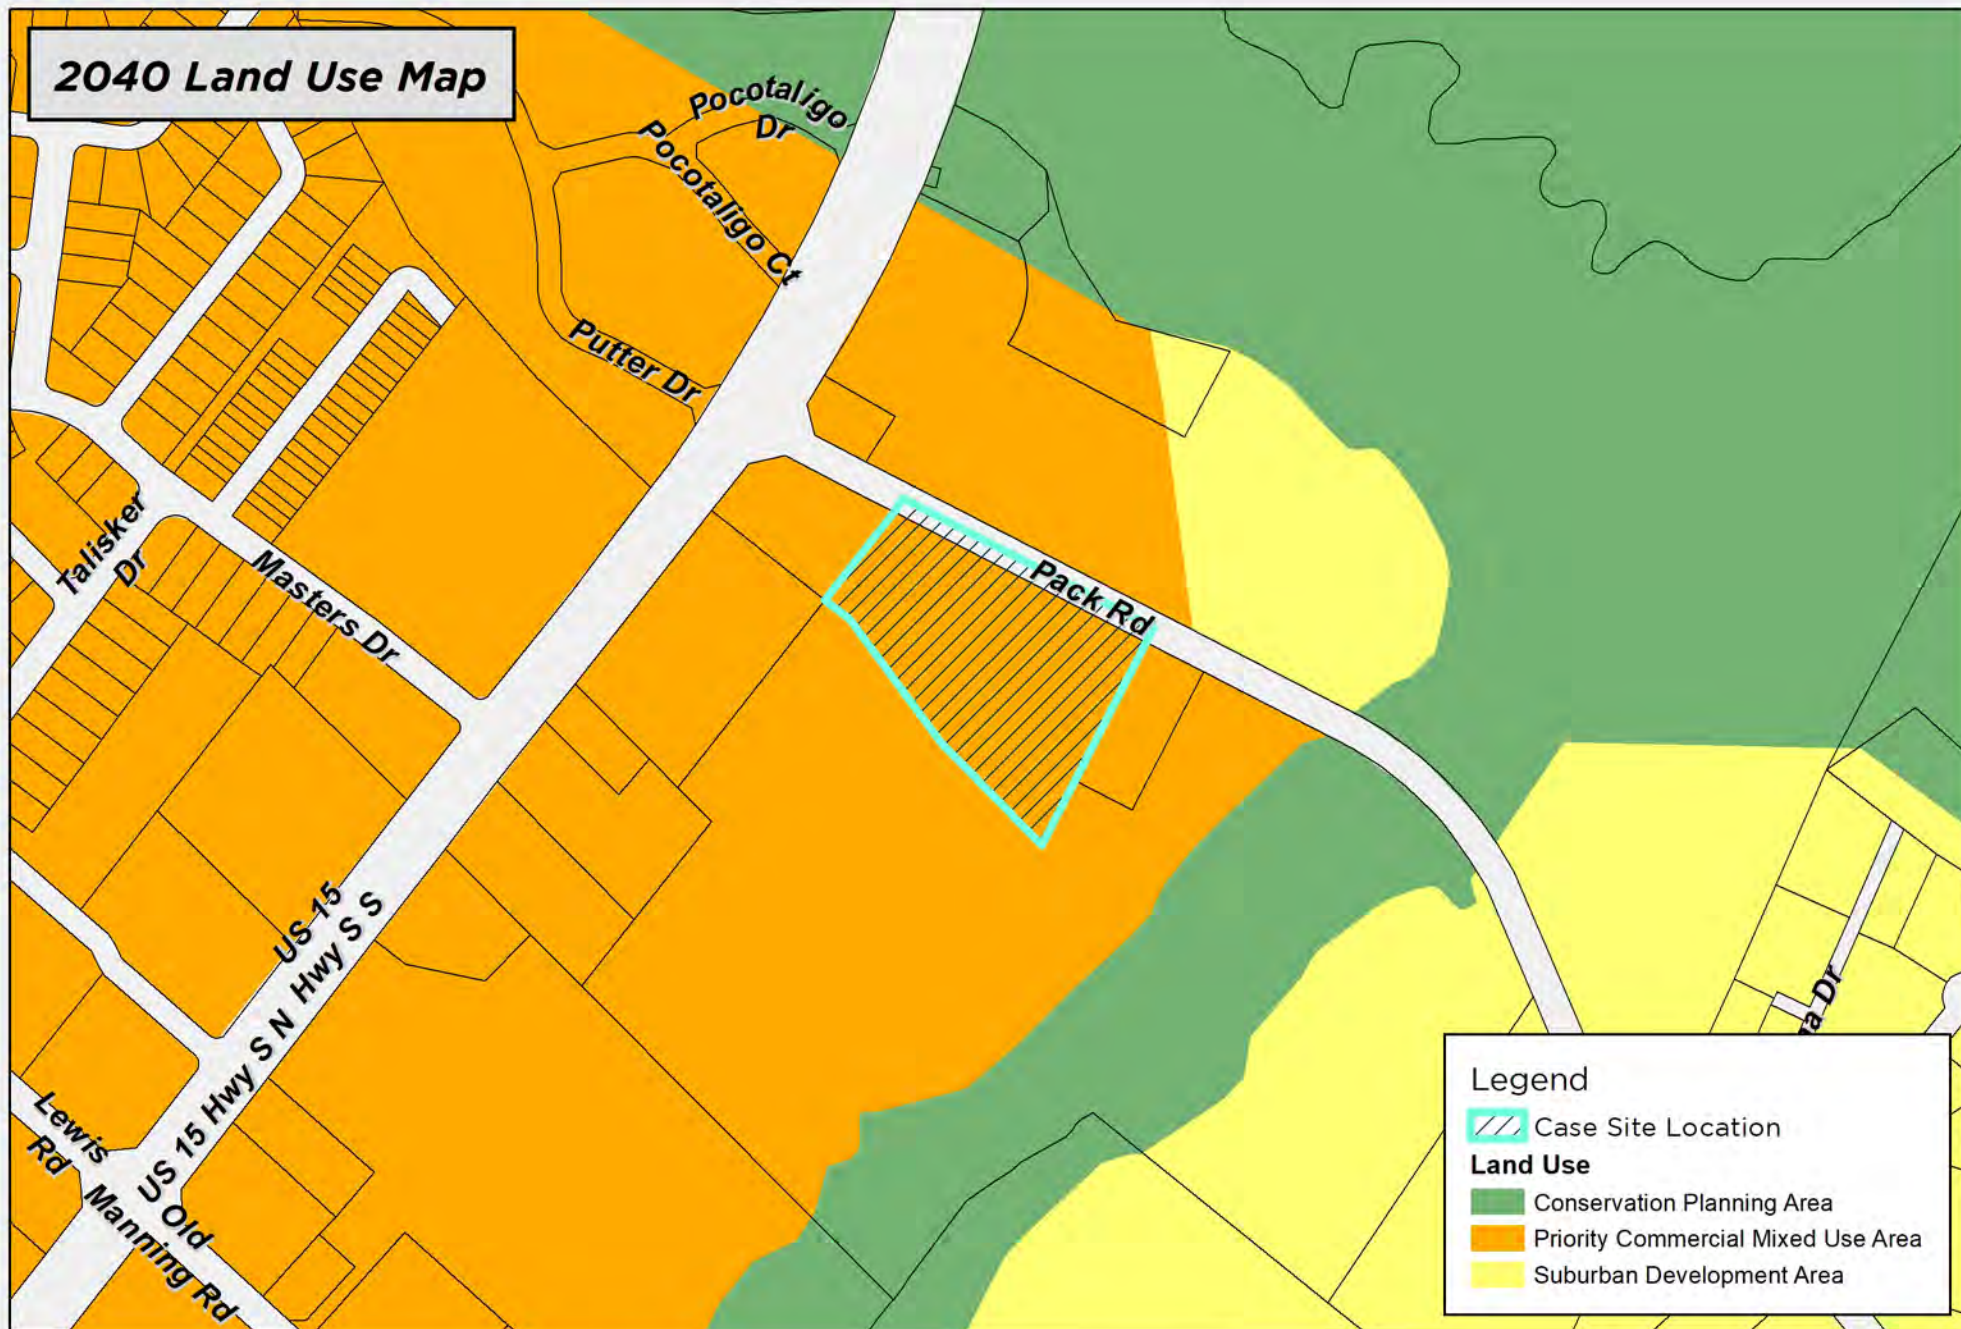 2040 Land Use Map
Pocotaligo
Dr
Pocotaligo Ct
Putter Dr
Talisker
Dr
Masters Dr
Pack Rd
US 15
US 15 Hwy S N Hwy S S
Lewis
Rd
Old
Manning Rd
na Dr
Legend
Case Site Location
Land Use
Conservation Planning Area
Priority Commercial Mixed Use Area
Suburban Development Area